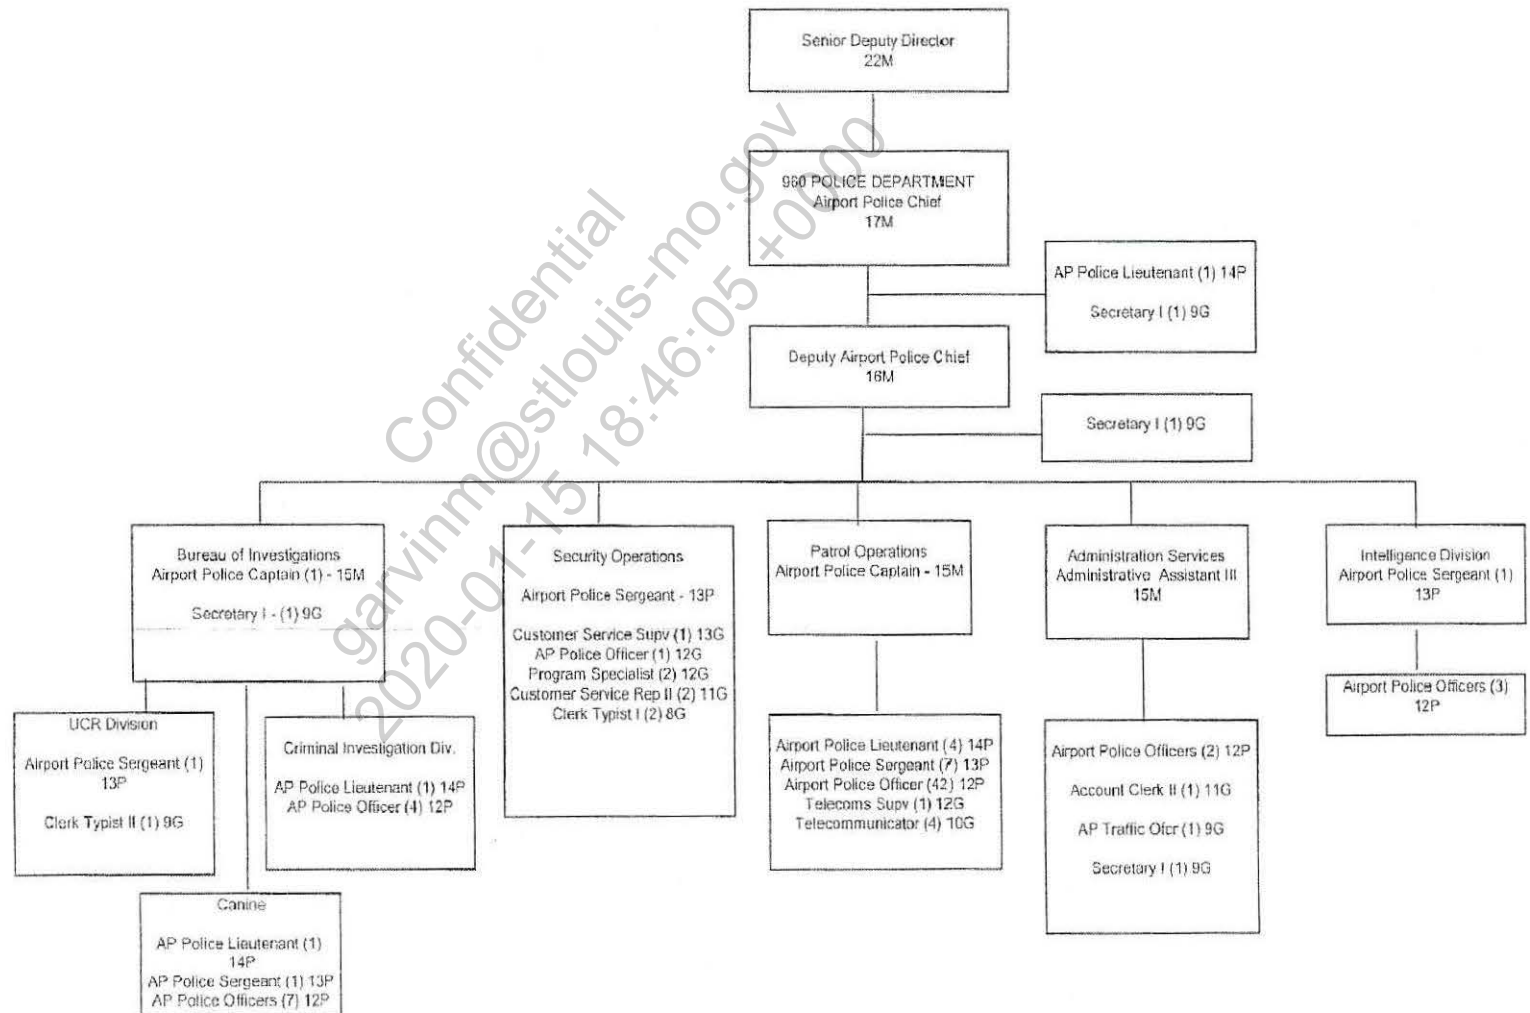 Senior Deputy Director
22M
960 POLICE DEPARTMENT
Airport Police Chief
17M
AP Police Lieutenant (1) 14P
Secretary I (1) 9G
Deputy Airport Police Chief
16M
Secretary I (1) 9G
Bureau of Investigations
Airport Police Captain (1) - 15M
Secretary I - (1) 9G
Security Operations
Airport Police Sergeant - 13P
Customer Service Supv (1) 13G
AP Police Officer (1) 12G
Program Specialist (2) 12G
Customer Service Rep II (2) 11G
Clerk Typist I (2) 8G
Patrol Operations
Airport Police Captain - 15M
Administration Services
Administrative Assistant III
15M
Intelligence Division
Airport Police Sergeant (1)
13P
UCR Division
Airport Police Sergeant (1)
13P
Clerk Typist II (1) 9G
Criminal Investigation Div.
AP Police Lieutenant (1) 14P
AP Police Officer (4) 12P
Airport Police Lieutenant (4) 14P
Airport Police Sergeant (7) 13P
Airport Police Officer (42) 12P
Telecoms Supv (1) 12G
Telecommunicator (4) 10G
Airport Police Officers (2) 12P
Account Clerk II (1) 11G
AP Traffic Ofcr (1) 9G
Secretary I (1) 9G
Airport Police Officers (3)
12P
Canine
AP Police Lieutenant (1)
14P
AP Police Sergeant (1) 13P
AP Police Officers (7) 12P
Confidential
garvinm@stlouis-mo.gov
2020-01-15 18:46:05 +0000